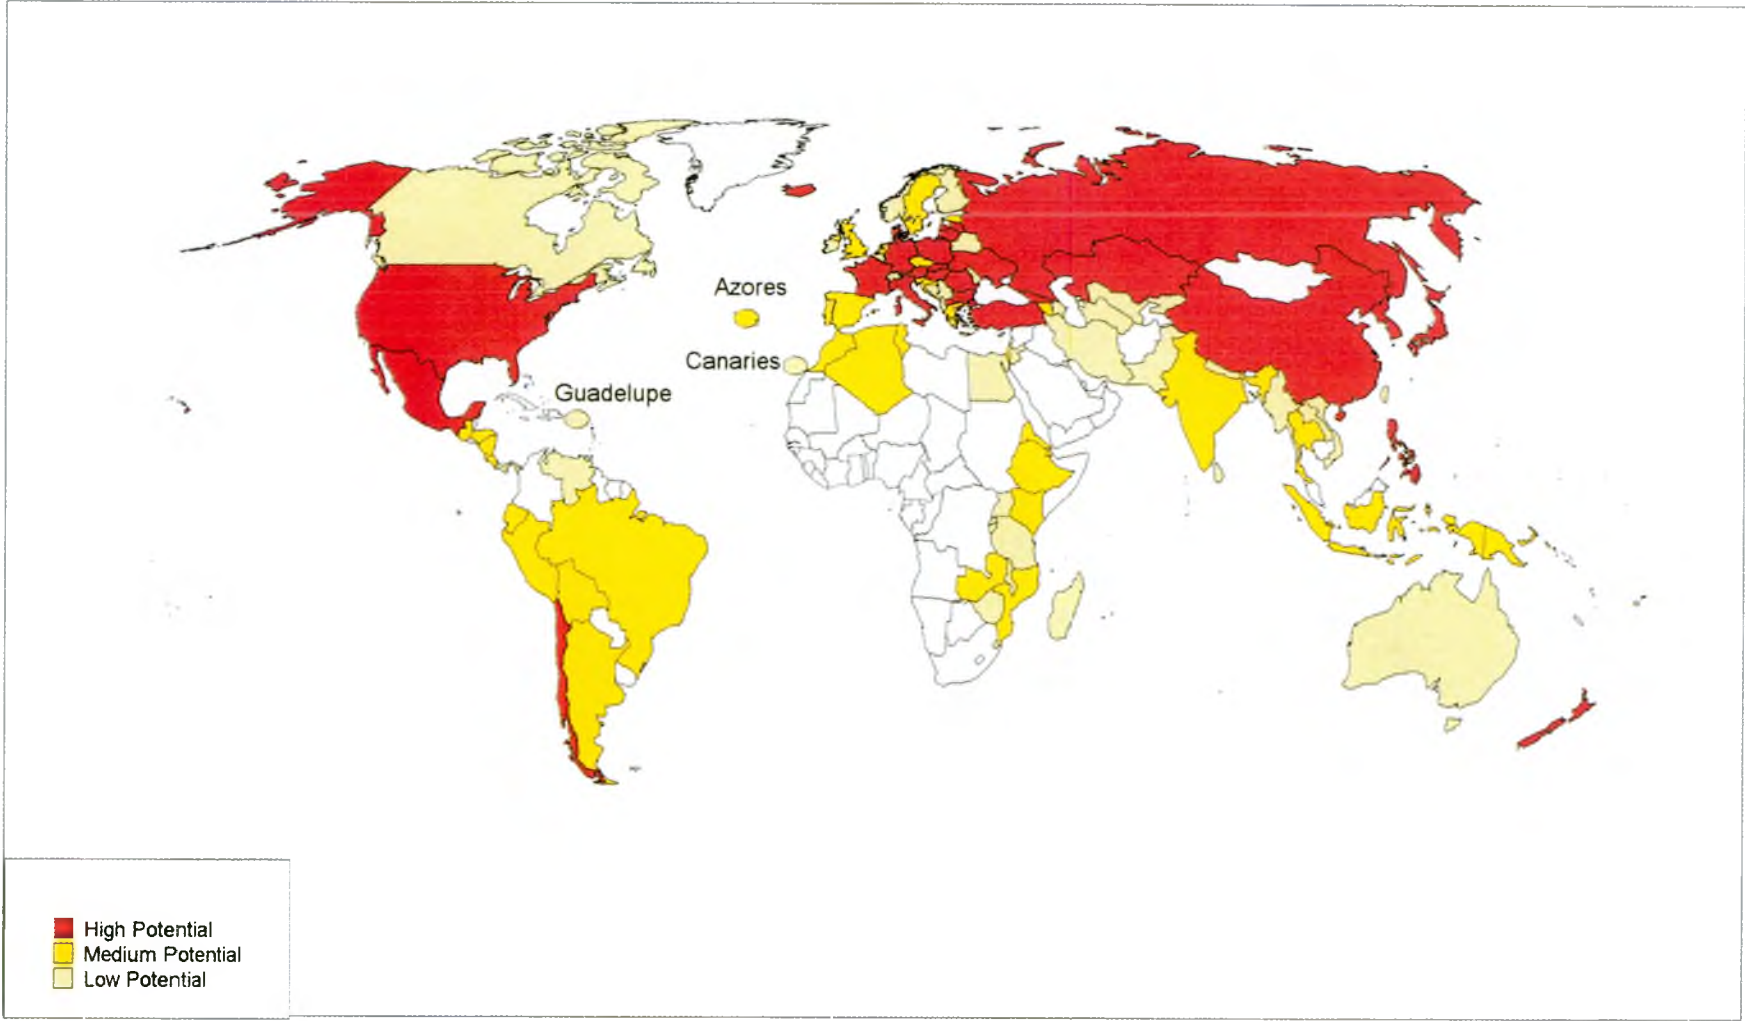 Azores
Canaries
Guadelupe
High Potential
Medium Potential
Low Potential